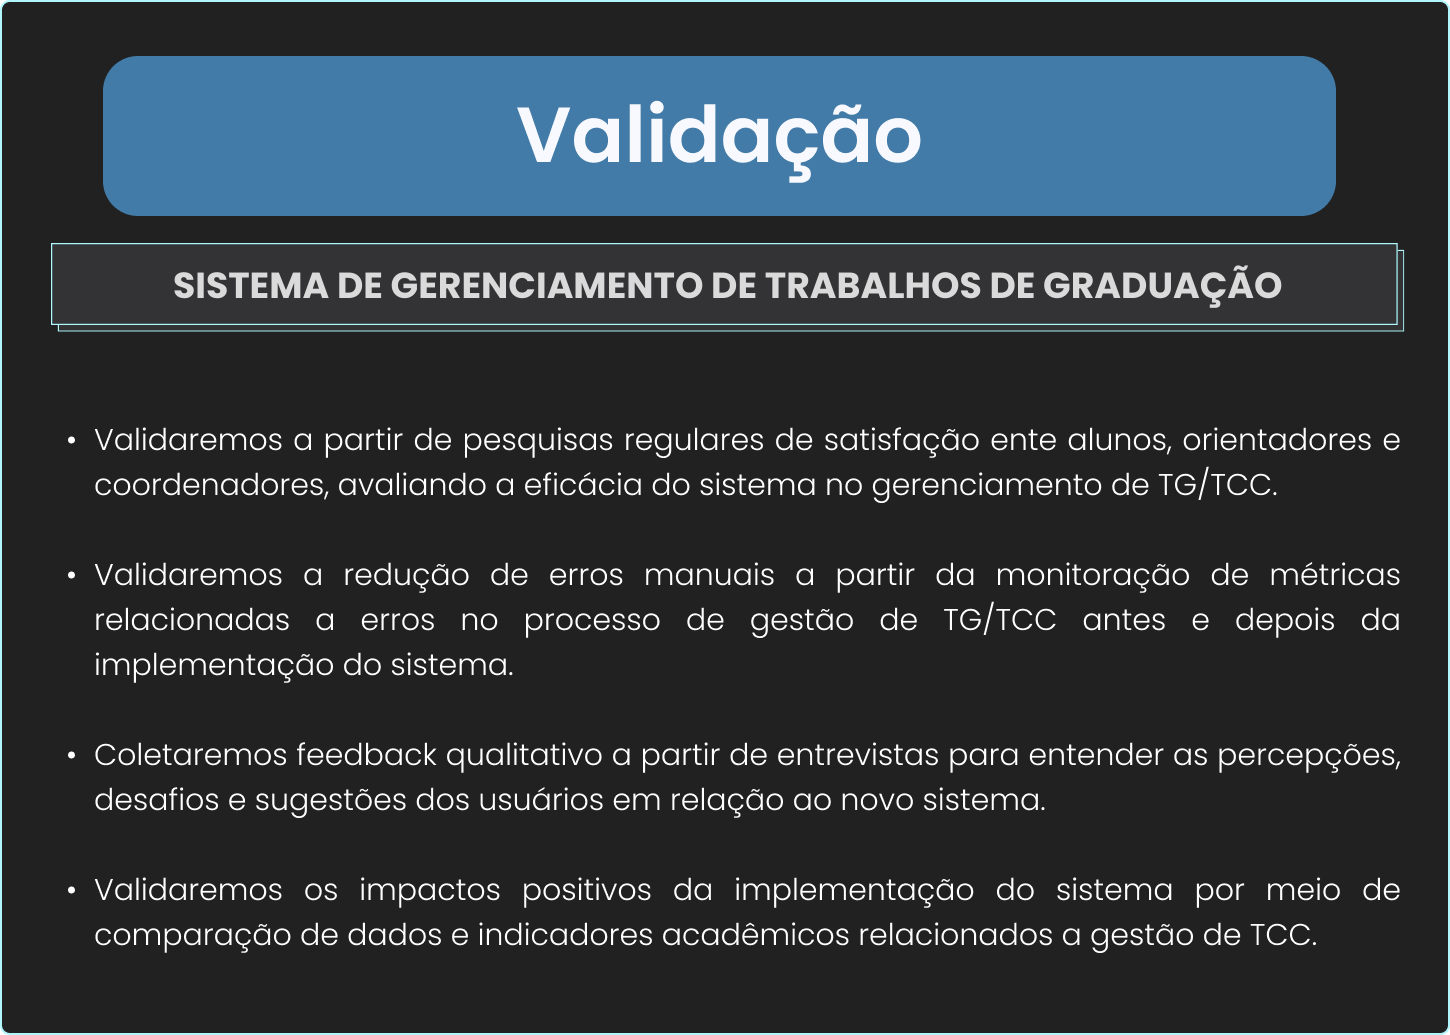 Validação
SISTEMA DE GERENCIAMENTO DE TRABALHOS DE GRADUAÇÃO
• Validaremos a partir de pesquisas regulares de satisfação ente alunos, orientadores e
coordenadores, avaliando a eficácia do sistema no gerenciamento de TG/TCC.
• Validaremos a redução de erros manuais a partir da monitoração de métricas
relacionadas a erros no processo de gestão de TG/TCC antes e depois da
implementação do sistema.
• Coletaremos feedback qualitativo a partir de entrevistas para entender as percepções,
desafios e sugestões dos usuários em relação ao novo sistema.
• Validaremos os impactos positivos da implementação do sistema por meio de
comparação de dados e indicadores acadêmicos relacionados a gestão de TCC.